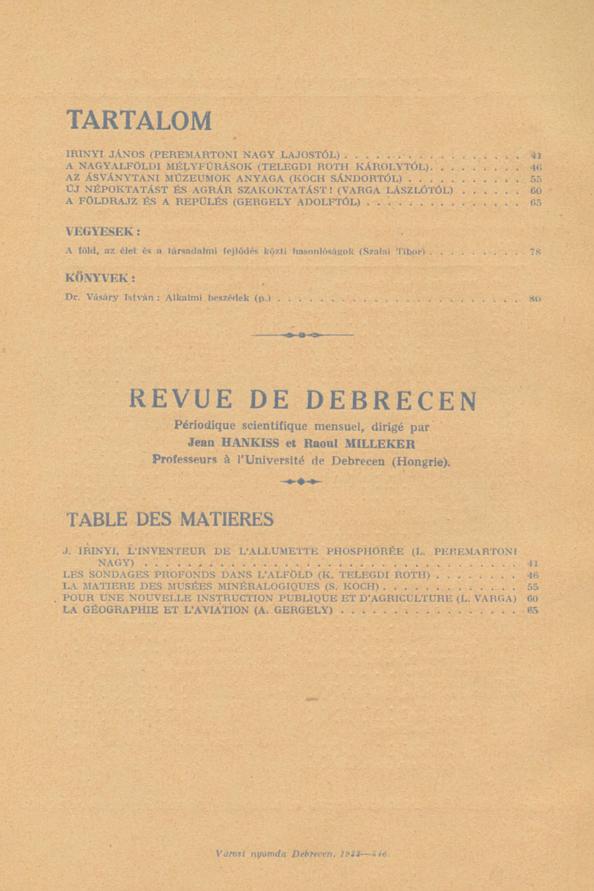 TARTALOM
IRINYI JÁNOS (PEREMARTONI NAGY LAJOSTÓL) . . . . . . . . . . . . . . . 41
A NAGYALFÖLDI MÉLYFÚRÁSOK (TELEGDI ROTH KÁROLYTÓL) . . . . . . . 46
AZ ÁSVÁNYTANI MÚZEUMOK ANYAGA (KOCH SÁNDORTÓL) . . . . . . . . . 55
ÚJ NÉPOKTATÁST ÉS AGRÁR SZAKOKTATÁST! (VARGA LÁSZLÓTÓL) . . . . . 60
A FÖLDRAJZ ÉS A REPÜLÉS (GERGELY ADOLFTÓL) . . . . . . . . . . . . . 65
VEGYESEK :
A föld, az élet és a társadalmi fejlődés közti hasonlóságok (Szalai Tibor) . . . . . . . . . 78
KÖNYVEK :
Dr. Vásáry István : Alkalmi beszédek (p.) . . . . . . . . . . . . . . . . . . . . . . . 80
REVUE DE DEBRECEN
Périodique scientifique mensuel, dirigé par
Jean HANKISS et Raoul MILLEKER
Professeurs à l'Université de Debrecen (Hongrie).
TABLE DES MATIERES
J. IRINYI, L'INVENTEUR DE L'ALLUMETTE PHOSPHORÉE (L. PEREMARTONI
NAGY) . . . . . . . . . . . . . . . . . . . . . . . . . . . . . . . . . . . 41
LES SONDAGES PROFONDS DANS L'ALFÖLD (K. TELEGDI ROTH) . . . . . . . . 46
LA MATIERE DES MUSÉES MINÉRALOGIQUES (S. KOCH) . . . . . . . . . . . . . 55
POUR UNE NOUVELLE INSTRUCTION PUBLIQUE ET D'AGRICULTURE (L. VARGA) 60
LA GÉOGRAPHIE ET L'AVIATION (A. GERGELY) . . . . . . . . . . . . . . . . . 65
Városi nyomda Debrecen.